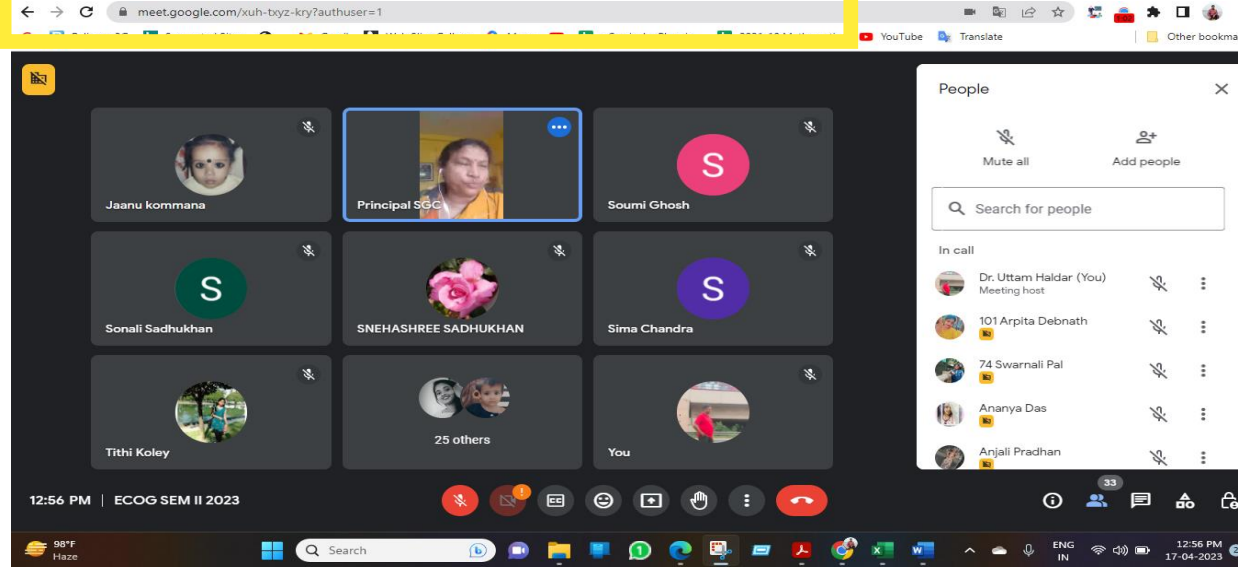 meet.google.com/xuh-txyz-kry?authuser=1
YouTube Translate Other bookma
People
Mute all Add people
Search for people
In call
Dr. Uttam Haldar (You)
Meeting host
101 Arpita Debnath
74 Swarnali Pal
Ananya Das
Anjali Pradhan
Jaanu kommana
Principal SGC
S
Soumi Ghosh
S
Sonali Sadhukhan
SNEHASHREE SADHUKHAN
S
Sima Chandra
Tithi Koley
25 others
You
12:56 PM | ECOG SEM II 2023
33
98°F
Haze
Search
ENG
IN
12:56 PM
17-04-2023